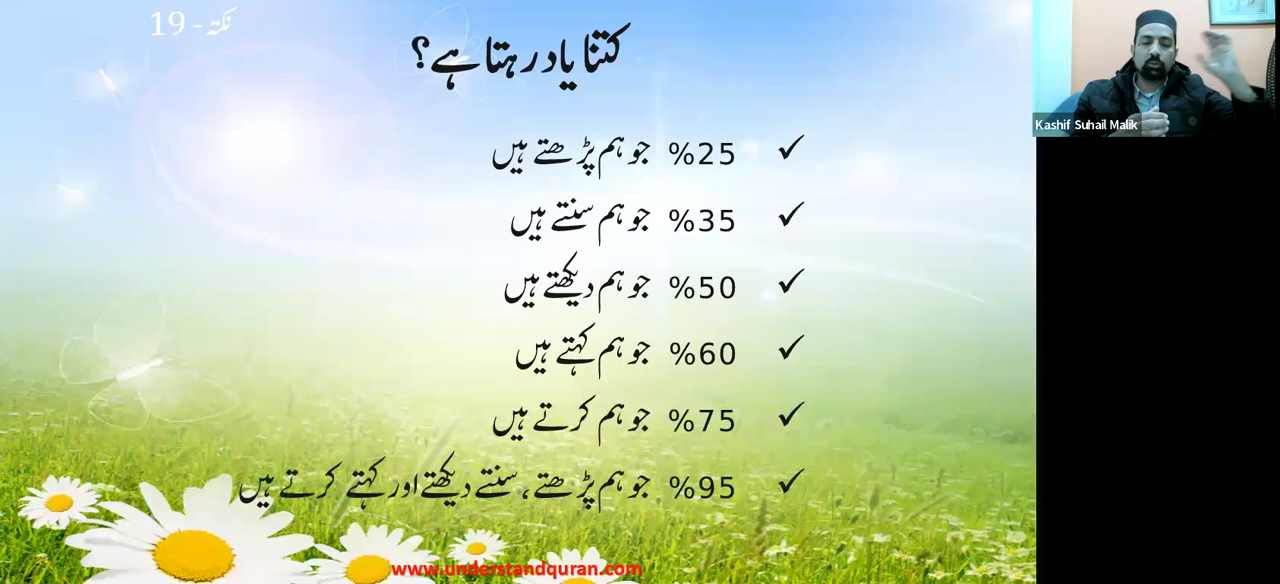 نکتہ - 19
کتنا یاد رہتا ہے؟
✓ 25% جو ہم پڑھتے ہیں
✓ 35% جو ہم سنتے ہیں
✓ 50% جو ہم دیکھتے ہیں
✓ 60% جو ہم کہتے ہیں
✓ 75% جو ہم کرتے ہیں
✓ 95% جو ہم پڑھتے، سنتے دیکھتے اور کہتے کرتے ہیں
www.understandquran.com
Kashif Suhail Malik